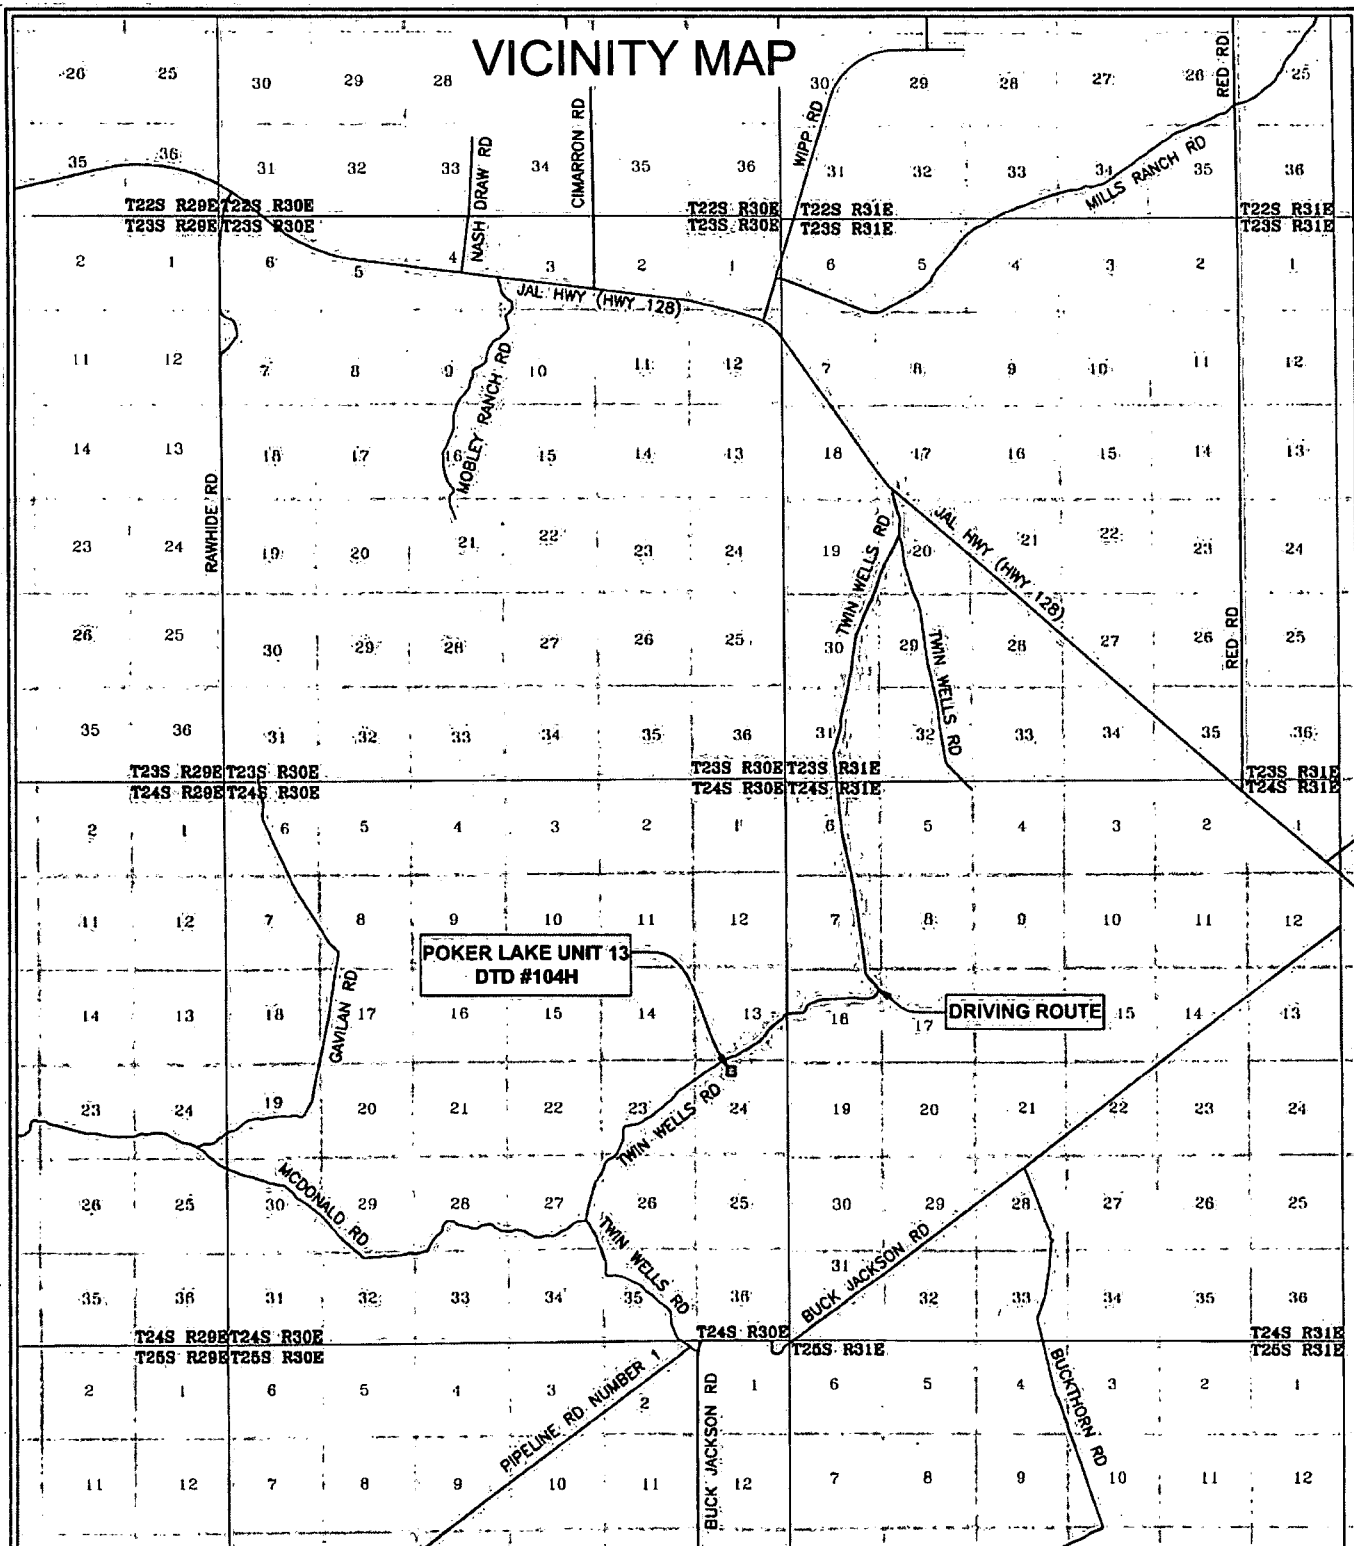 VICINITY MAP
26 25 30 29 28 30 29 28 27 26 25
RED RD
CIMARRON RD
WIPP RD
NASH DRAW RD
MILLS RANCH RD
35 36 31 32 33 34 35 36 31 32 33 34 35 36
T22S R29E T22S R30E T22S R30E T22S R31E T22S R31E
T23S R29E T23S R30E T23S R30E T23S R31E T23S R31E
2 1 6 5 4 3 2 1 6 5 4 3 2 1
JAL HWY (HWY 128)
11 12 7 8 9 10 11 12 7 8 9 10 11 12
MOBLEY RANCH RD
14 13 18 17 16 15 14 13 18 17 16 15 14 13
RAWHIDE RD
JAL HWY (HWY 128)
23 24 19 20 21 22 23 24 19 20 21 22 23 24
TWIN WELLS RD
TWIN WELLS RD
RED RD
26 25 30 29 28 27 26 25 30 29 28 27 26 25
35 36 31 32 33 34 35 36 31 32 33 34 35 36
T23S R29E T23S R30E T23S R30E T23S R31E T23S R31E
T24S R29E T24S R30E T24S R30E T24S R31E T24S R31E
2 1 6 5 4 3 2 1 6 5 4 3 2 1
11 12 7 8 9 10 11 12 7 8 9 10 11 12
POKER LAKE UNIT 13
DTD #104H
GAVILAN RD
DRIVING ROUTE
14 13 18 17 16 15 14 13 18 17 15 14 13
23 24 19 20 21 22 23 24 19 20 21 22 23 24
TWIN WELLS RD
MCDONALD RD
26 25 30 29 28 27 26 25 30 29 28 27 26 25
TWIN WELLS RD
BUCK JACKSON RD
35 36 31 32 33 34 35 36 31 32 33 34 35 36
T24S R29E T24S R30E T24S R30E T24S R31E
T25S R29E T25S R30E T25S R31E T25S R31E
2 1 6 5 4 3 2 1 6 5 4 3 2 1
PIPELINE RD NUMBER 1
BUCK JACKSON RD
BUCKTHORN RD
11 12 7 8 9 10 11 12 7 8 9 10 11 12